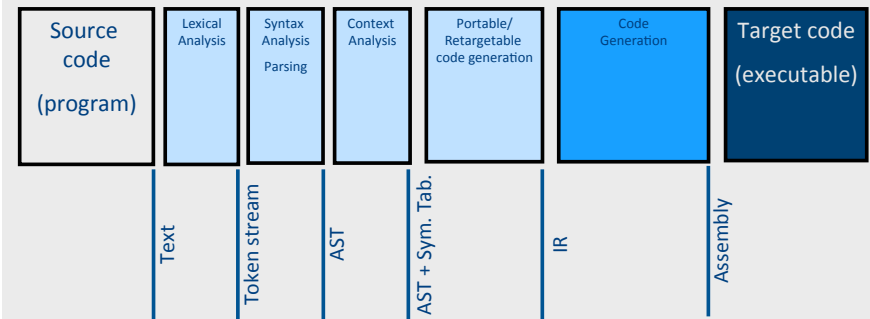 Source
code
(program)
Lexical
Analysis
Syntax
Analysis
Parsing
Context
Analysis
Portable/
Retargetable
code generation
Code
Generation
Target code
(executable)
Text
Token stream
AST
AST + Sym. Tab.
IR
Assembly